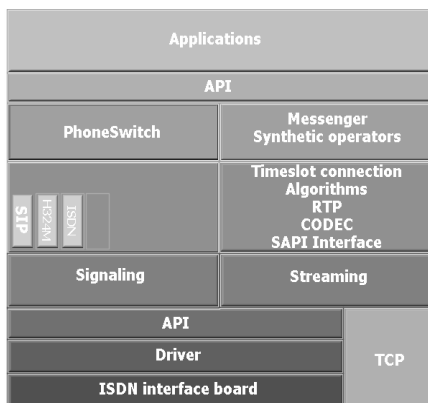 Applications
API
PhoneSwitch
Messenger
Synthetic operators
SIP
H324M
ISDN
Timeslot connection
Algorithms
RTP
CODEC
SAPI Interface
Signaling
Streaming
API
Driver
TCP
ISDN interface board